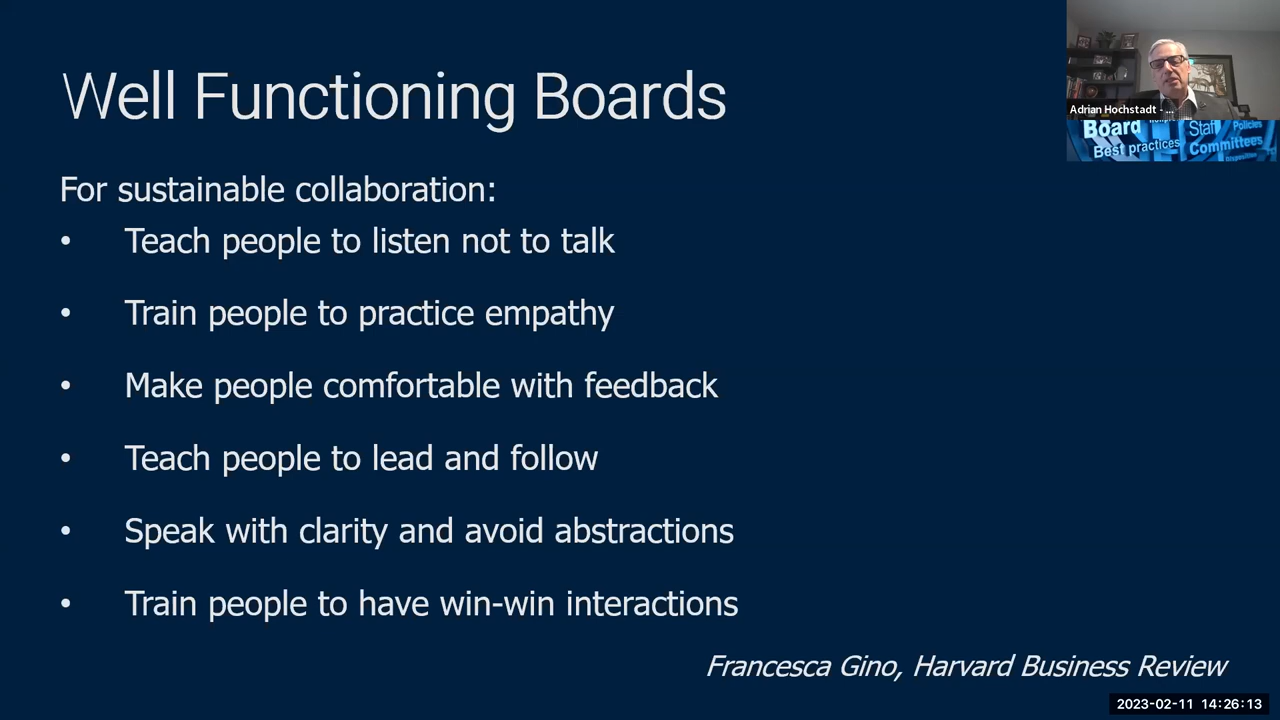 Well Functioning Boards
For sustainable collaboration:
• Teach people to listen not to talk
• Train people to practice empathy
• Make people comfortable with feedback
• Teach people to lead and follow
• Speak with clarity and avoid abstractions
• Train people to have win-win interactions
Francesca Gino, Harvard Business Review
Adrian Hochstadt - ...
Board Staff Policies
Best practices Committees
2023-02-11 14:26:13